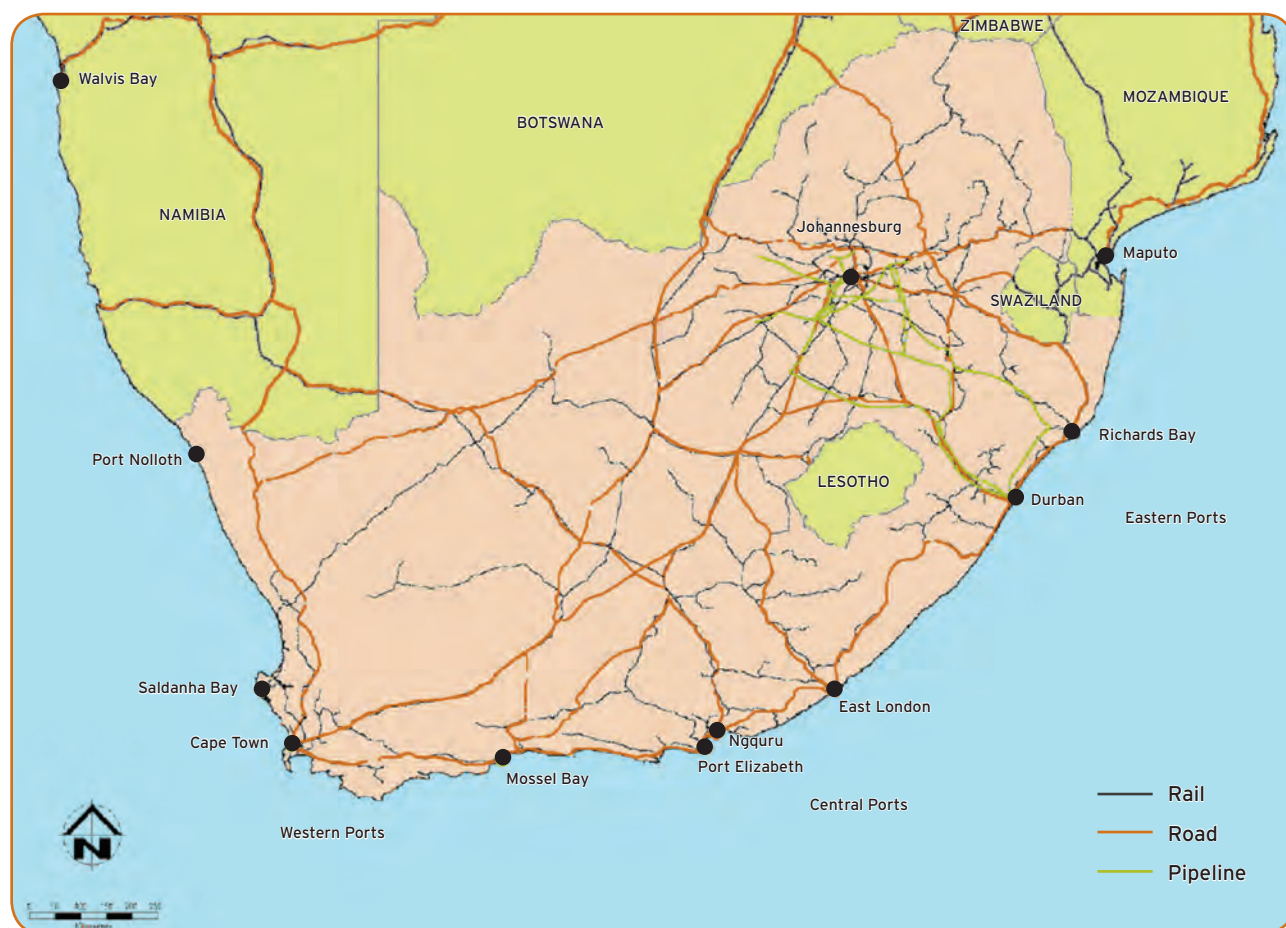 ZIMBABWE
Walvis Bay
MOZAMBIQUE
BOTSWANA
NAMIBIA
Johannesburg
Maputo
SWAZILAND
Richards Bay
Port Nolloth
LESOTHO
Durban
Eastern Ports
Saldanha Bay
East London
Cape Town
Ngquru
Port Elizabeth
Mossel Bay
Rail
Central Ports
Western Ports
Road
N
Pipeline